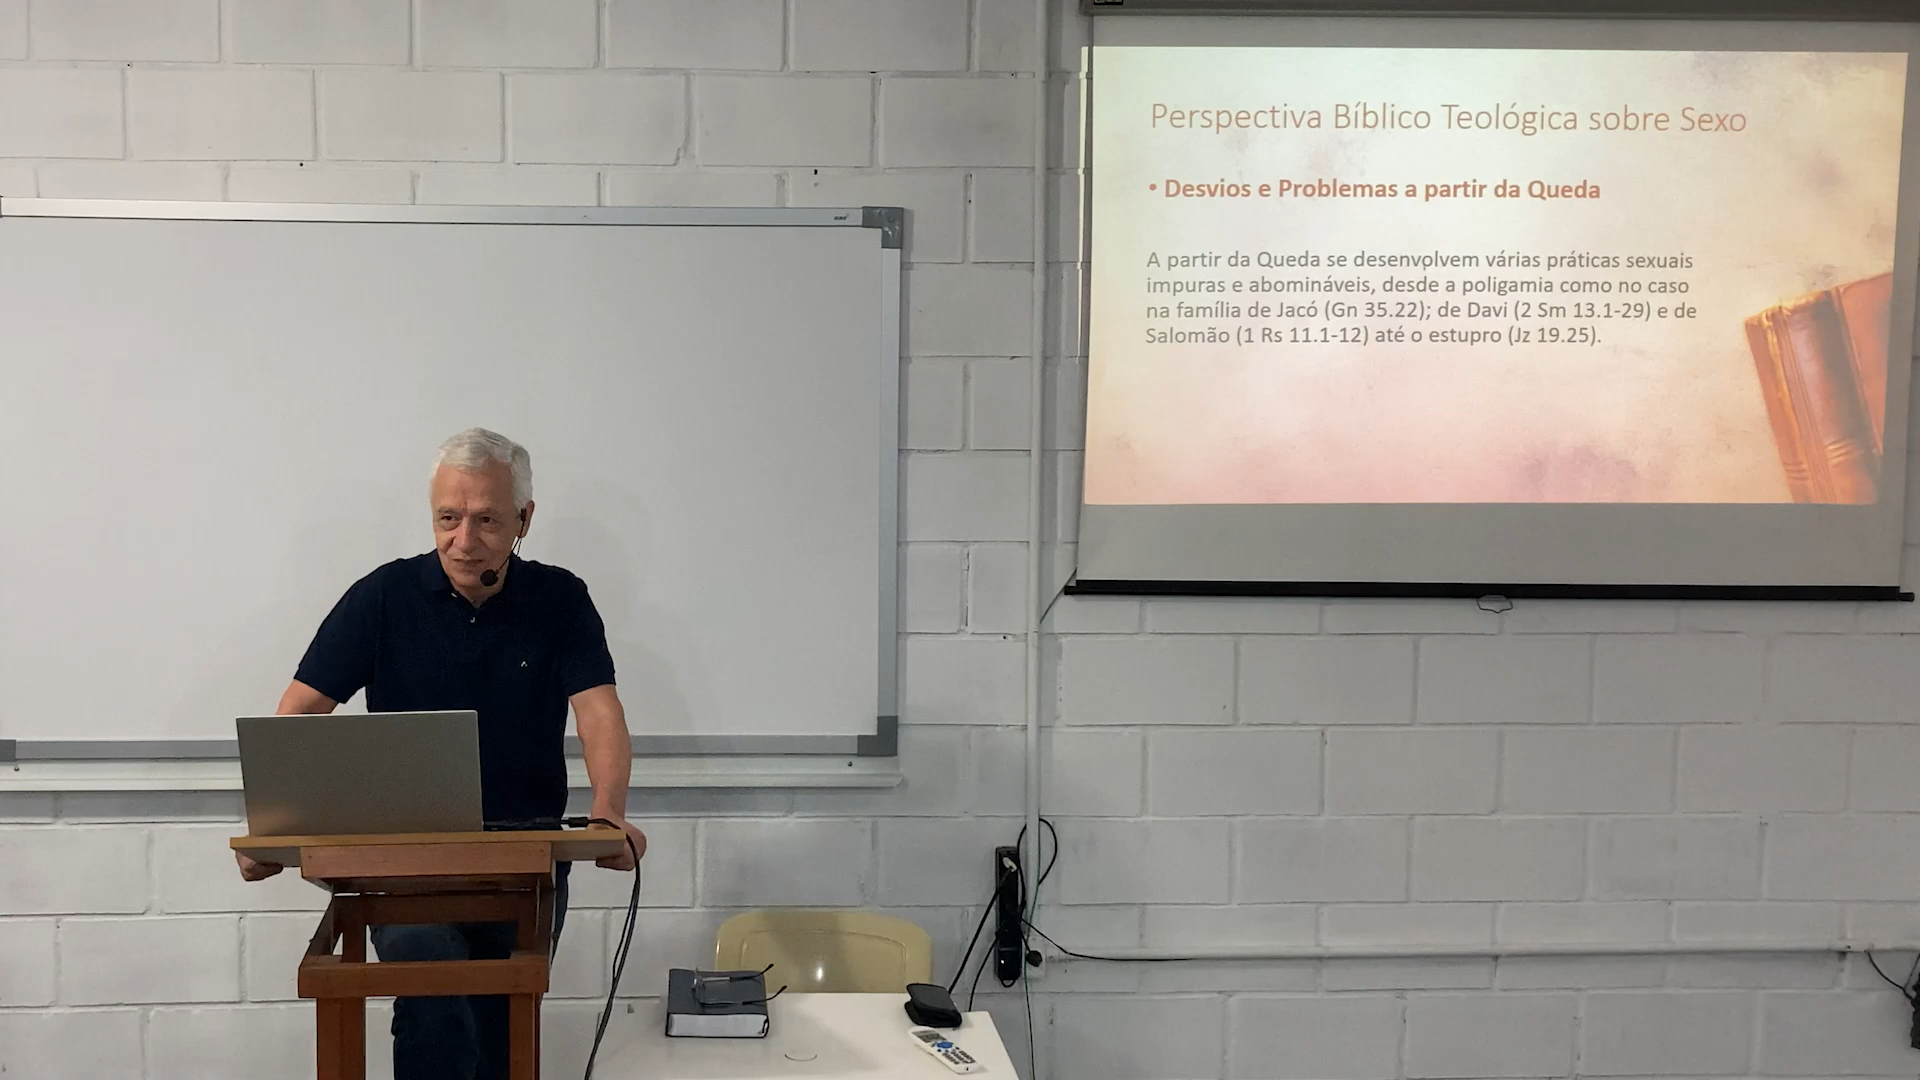 Perspectiva Bíblico Teológica sobre Sexo
• Desvios e Problemas a partir da Queda
A partir da Queda se desenvolvem várias práticas sexuais
impuras e abomináveis, desde a poligamia como no caso
na família de Jacó (Gn 35.22); de Davi (2 Sm 13.1-29) e de
Salomão (1 Rs 11.1-12) até o estupro (Jz 19.25).